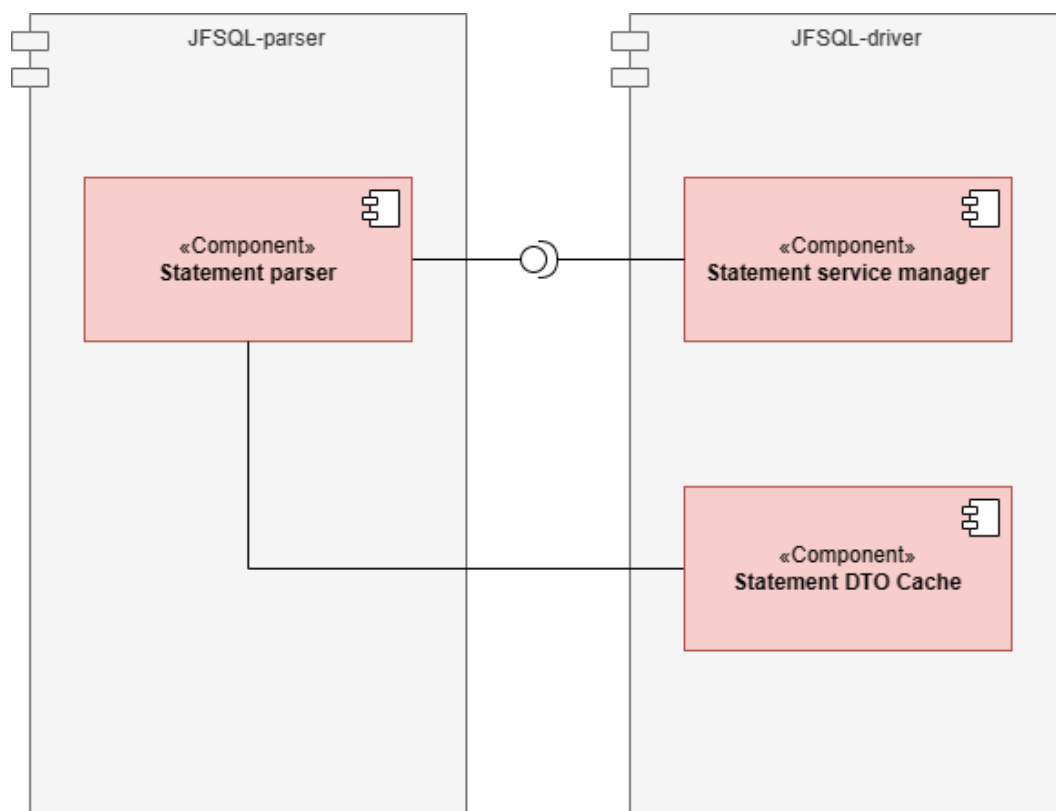 JFSQL-parser
JFSQL-driver
«Component»
Statement parser
«Component»
Statement service manager
«Component»
Statement DTO Cache